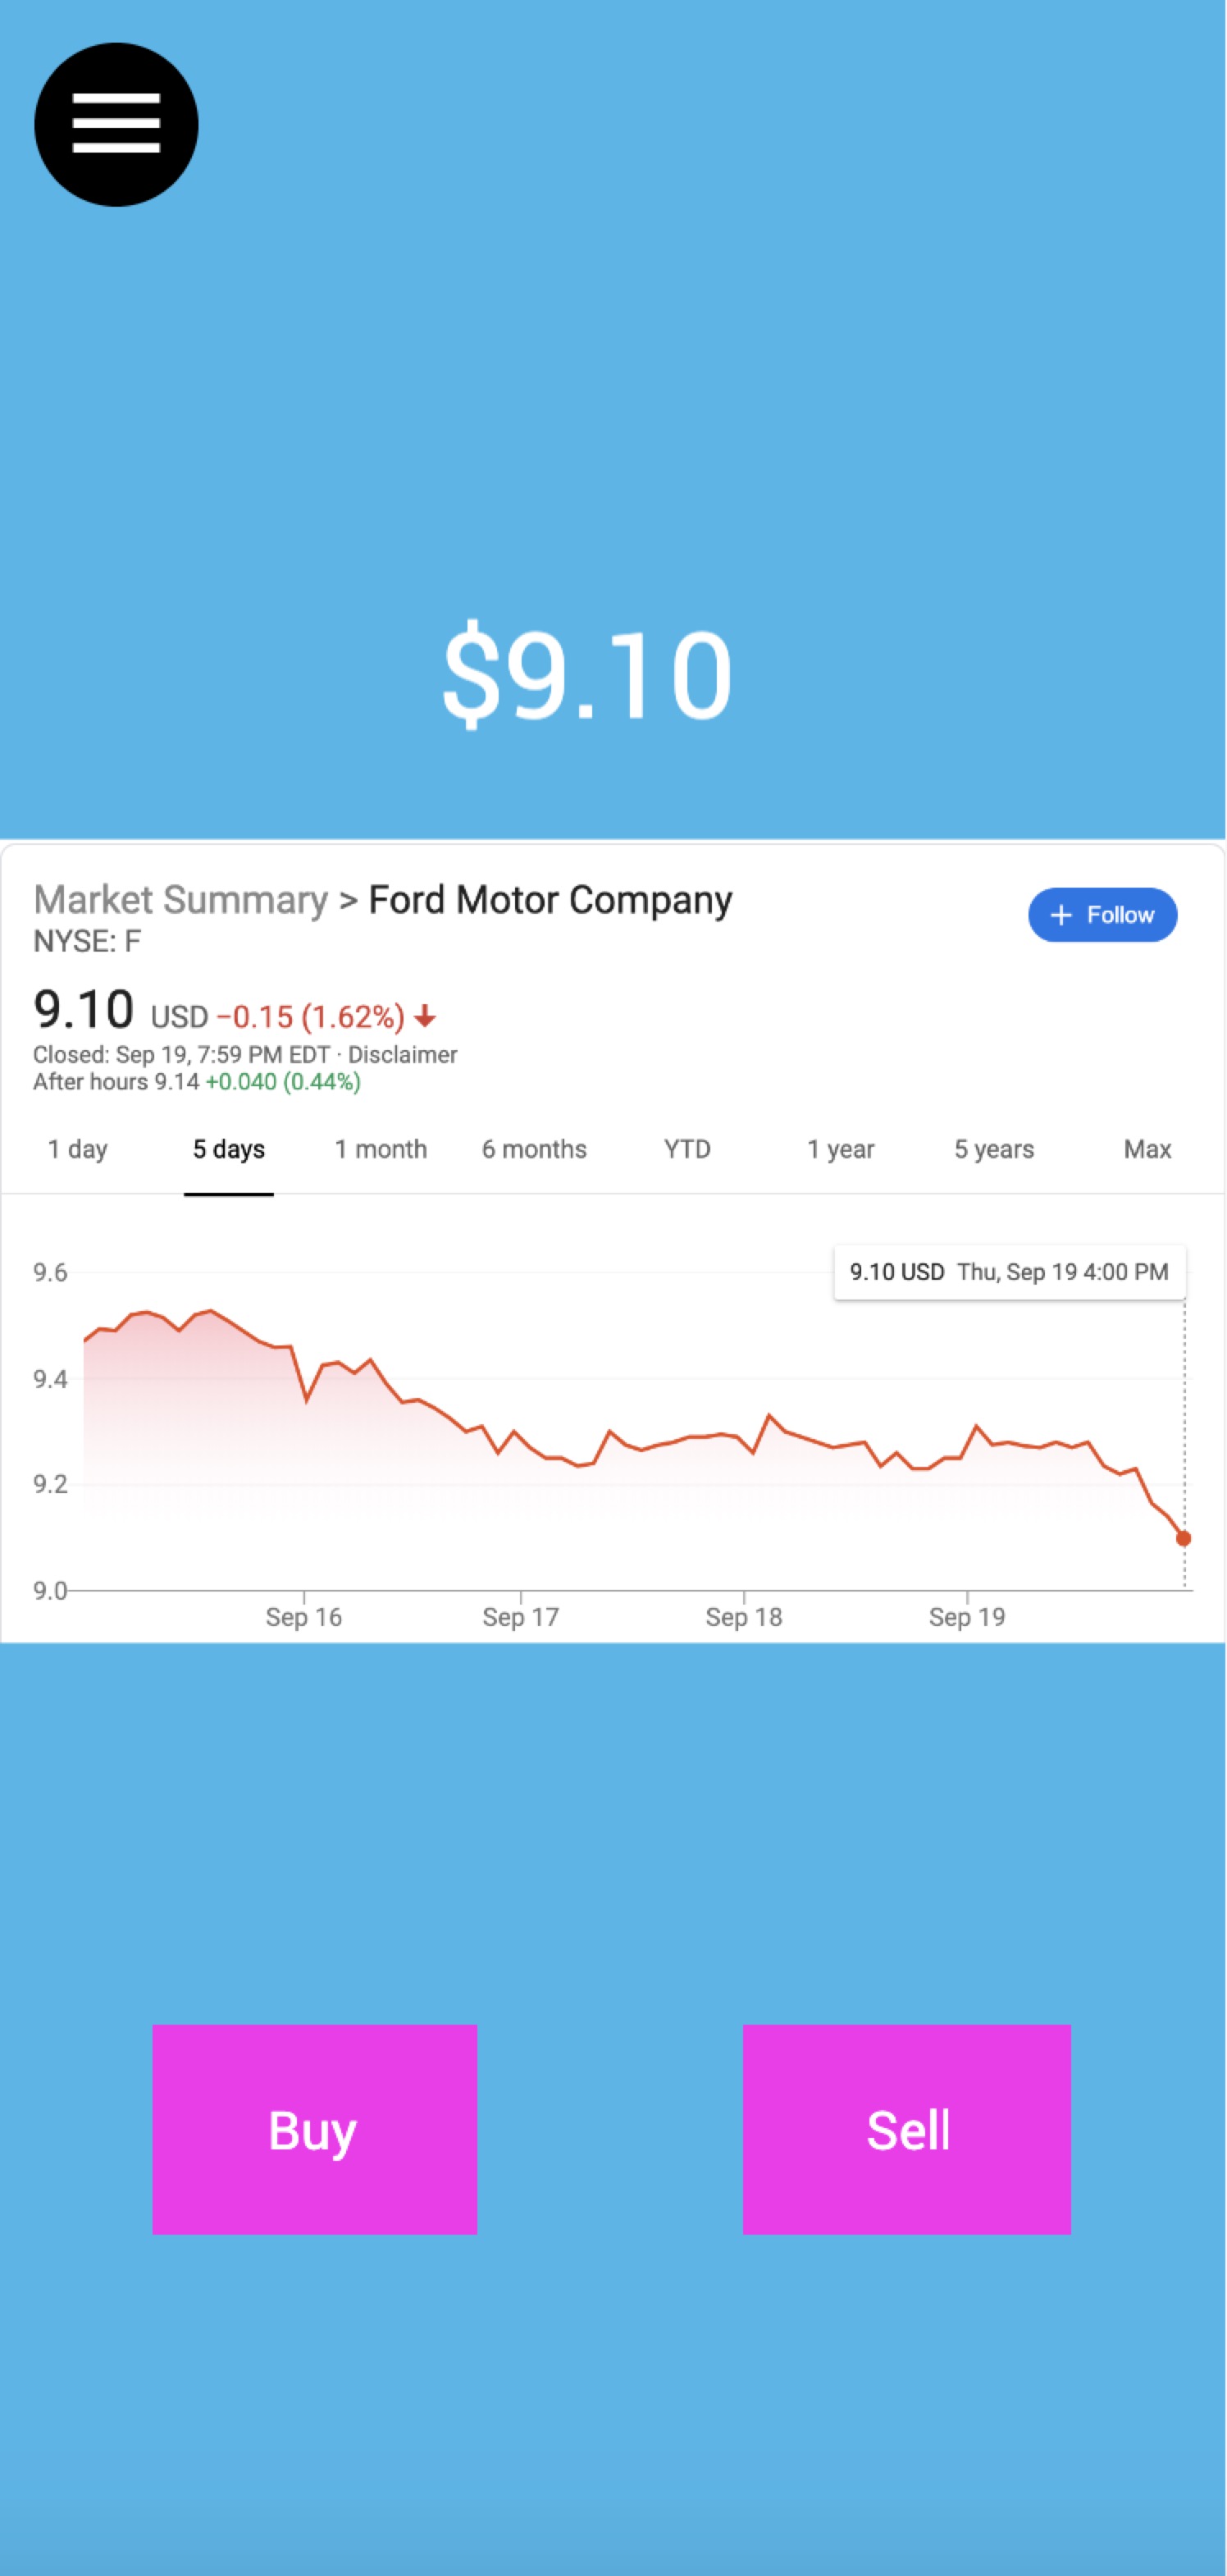 $9.10
Market Summary > Ford Motor Company
+ Follow
NYSE: F
9.10 USD −0.15 (1.62%)
Closed: Sep 19, 7:59 PM EDT · Disclaimer
After hours 9.14 +0.040 (0.44%)
1 day 5 days 1 month 6 months YTD 1 year 5 years Max
9.10 USD Thu, Sep 19 4:00 PM
9.6
9.4
9.2
9.0
Sep 16 Sep 17 Sep 18 Sep 19
Buy Sell